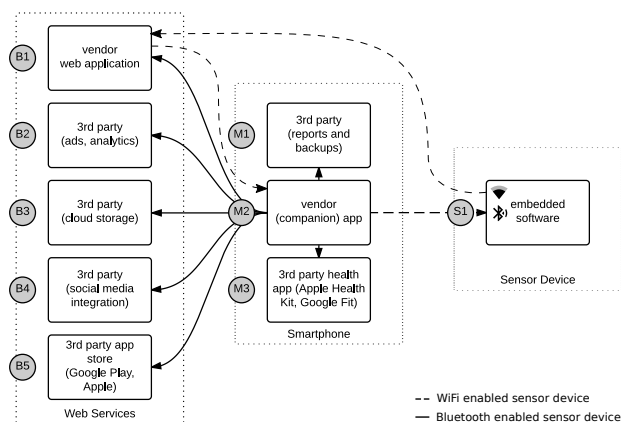 B1
vendor
web application
B2
3rd party
(ads, analytics)
B3
3rd party
(cloud storage)
B4
3rd party
(social media
integration)
B5
3rd party app
store
(Google Play,
Apple)
Web Services
M1
3rd party
(reports and
backups)
M2
vendor
(companion) app
M3
3rd party health
app (Apple Health
Kit, Google Fit)
Smartphone
S1
embedded
software
Sensor Device
WiFi enabled sensor device
Bluetooth enabled sensor device